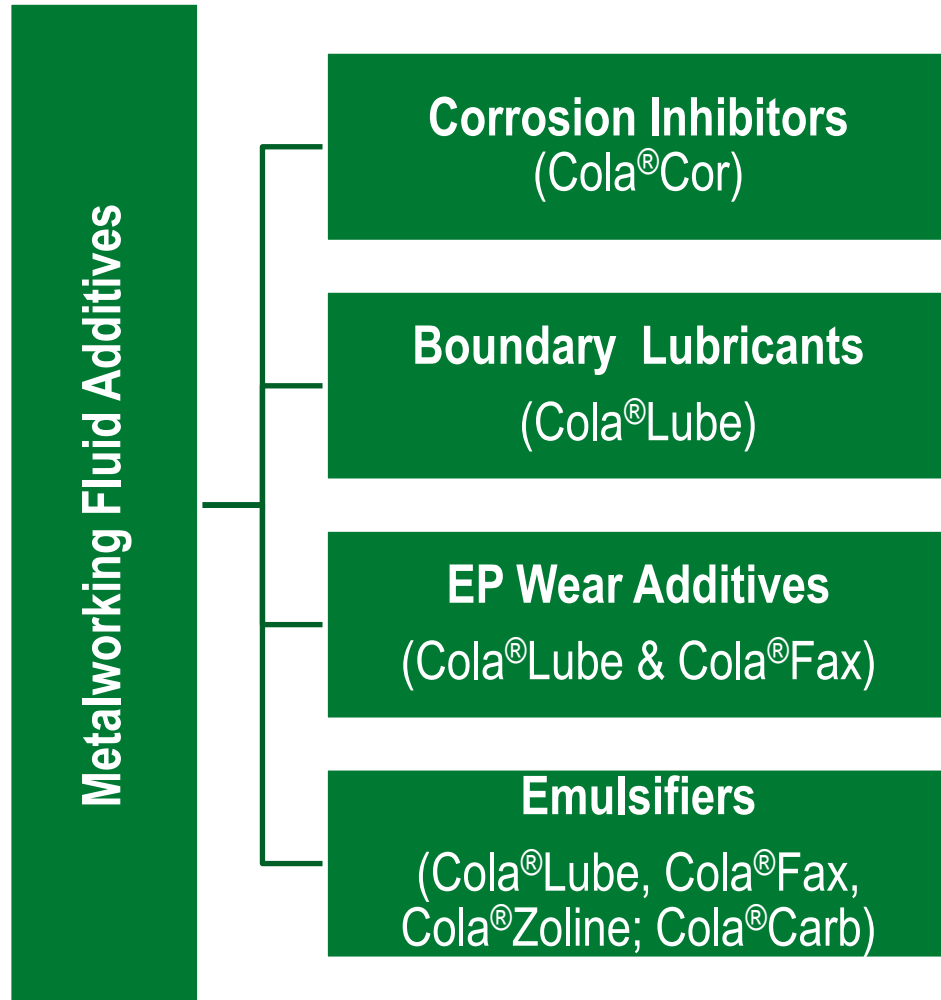 Metalworking Fluid Additives
Corrosion Inhibitors
(Cola®Cor)
Boundary Lubricants
(Cola®Lube)
EP Wear Additives
(Cola®Lube & Cola®Fax)
Emulsifiers
(Cola®Lube, Cola®Fax,
Cola®Zoline; Cola®Carb)